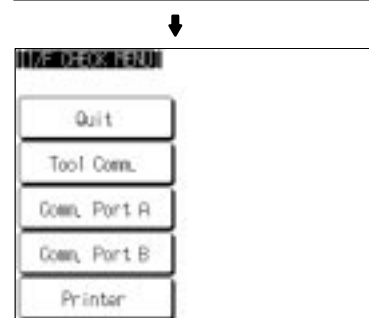 I/F CHECK MENU
Quit
Tool Comm.
Comm. Port A
Comm. Port B
Printer